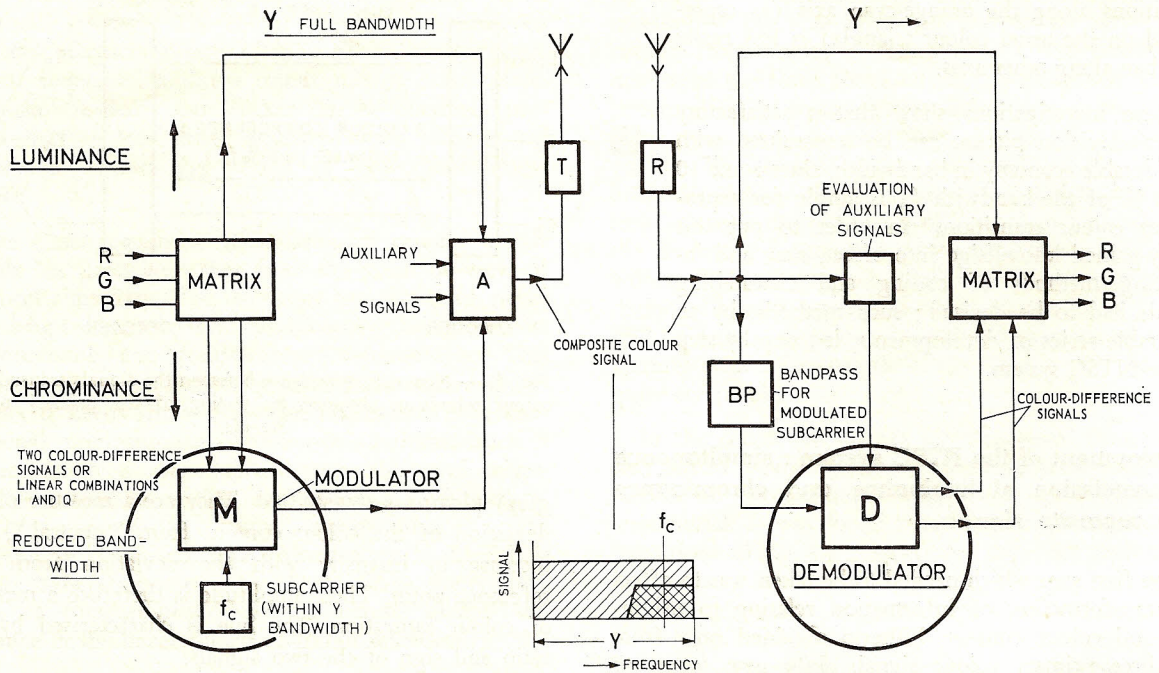 Y FULL BANDWIDTH
Y
LUMINANCE
T
R
EVALUATION
OF AUXILIARY
SIGNALS
R
G
B
MATRIX
AUXILIARY
SIGNALS
A
MATRIX
R
G
B
COMPOSITE COLOUR
SIGNAL
CHROMINANCE
BP
BANDPASS
FOR
MODULATED
SUBCARRIER
COLOUR-DIFFERENCE
SIGNALS
TWO COLOUR-DIFFERENCE
SIGNALS OR
LINEAR COMBINATIONS
I AND Q
M
MODULATOR
D
REDUCED BAND-
WIDTH
fc
SUBCARRIER
(WITHIN Y
BANDWIDTH)
SIGNAL
fc
Y
FREQUENCY
DEMODULATOR